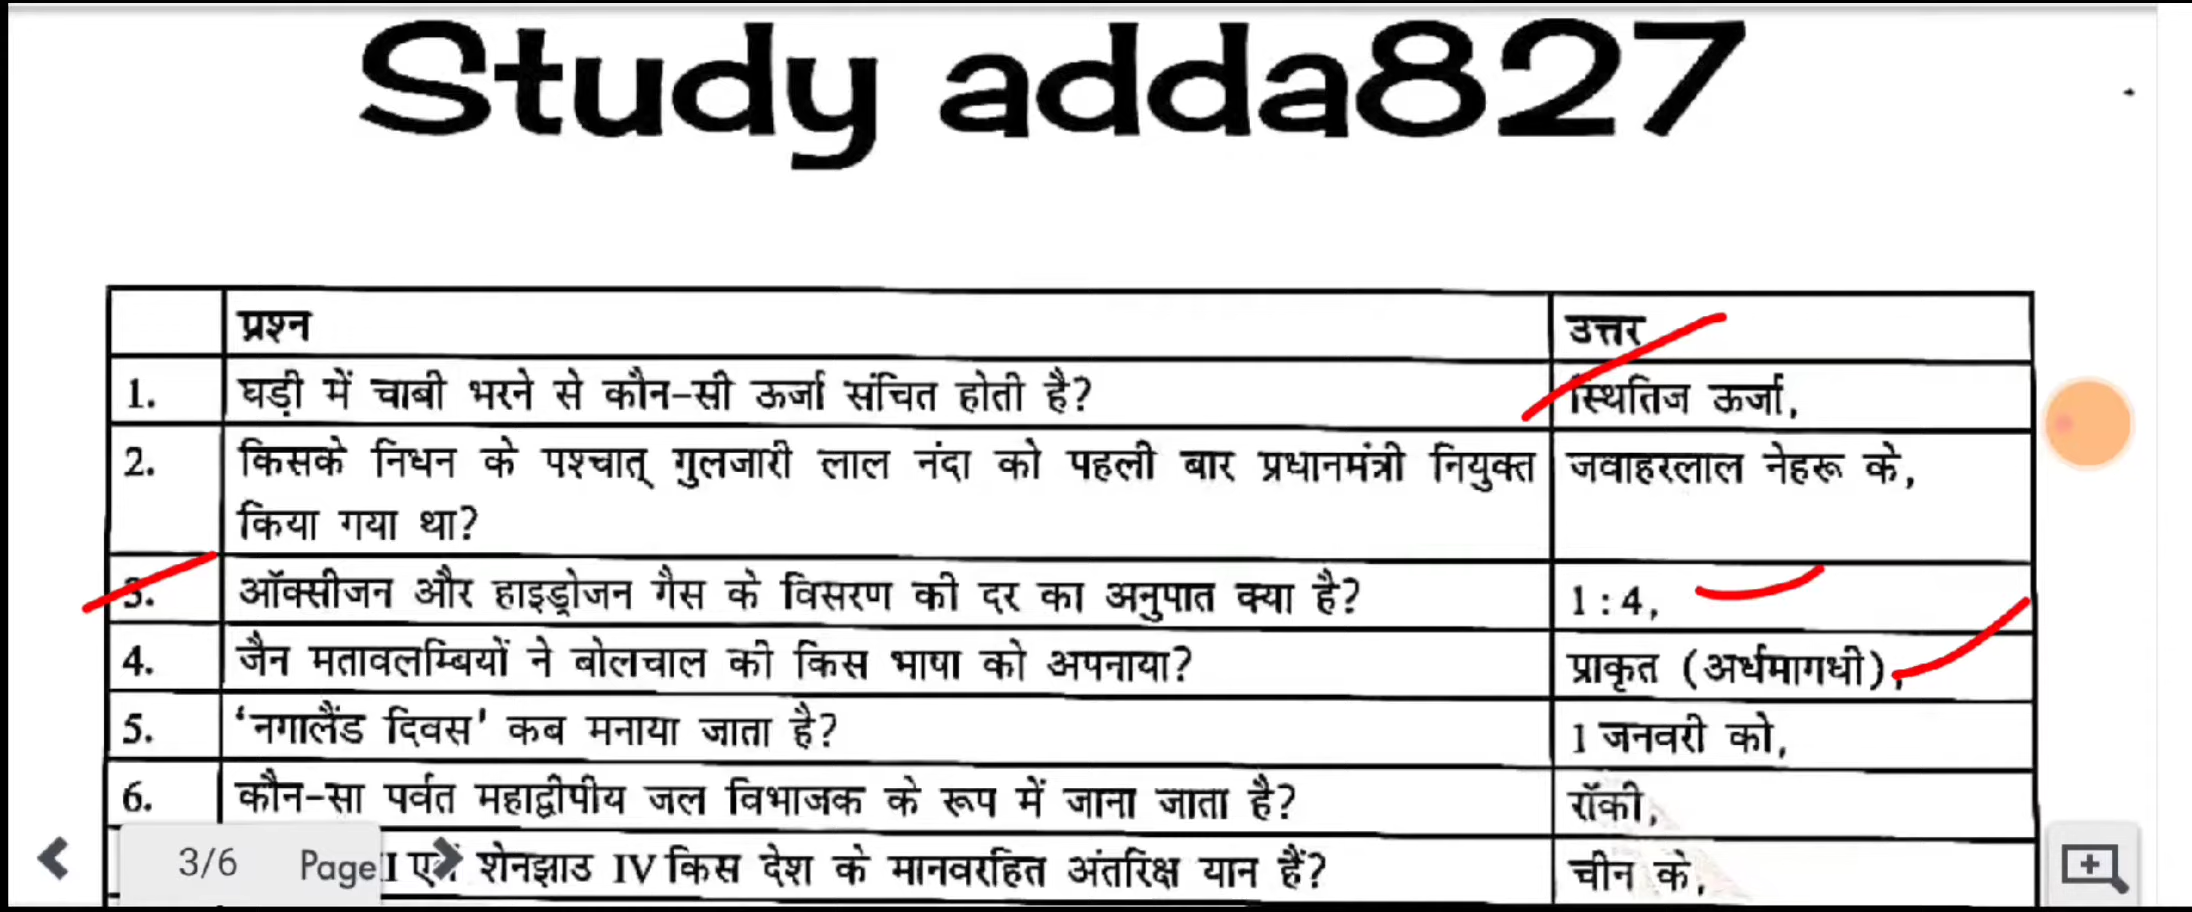 Study adda827
प्रश्न उत्तर
1. घड़ी में चाबी भरने से कौन-सी ऊर्जा संचित होती है? स्थितिज ऊर्जा,
2. किसके निधन के पश्चात् गुलजारी लाल नंदा को पहली बार प्रधानमंत्री नियुक्त जवाहरलाल नेहरू के,
किया गया था?
3. ऑक्सीजन और हाइड्रोजन गैस के विसरण की दर का अनुपात क्या है? 1 : 4,
4. जैन मतावलम्बियों ने बोलचाल की किस भाषा को अपनाया? प्राकृत (अर्धमागधी),
5. 'नगालैंड दिवस' कब मनाया जाता है? 1 जनवरी को,
6. कौन-सा पर्वत महाद्वीपीय जल विभाजक के रूप में जाना जाता है? रॉकी,
3/6 Page शेनझाउ IV किस देश के मानवरहित अंतरिक्ष यान हैं? चीन के,